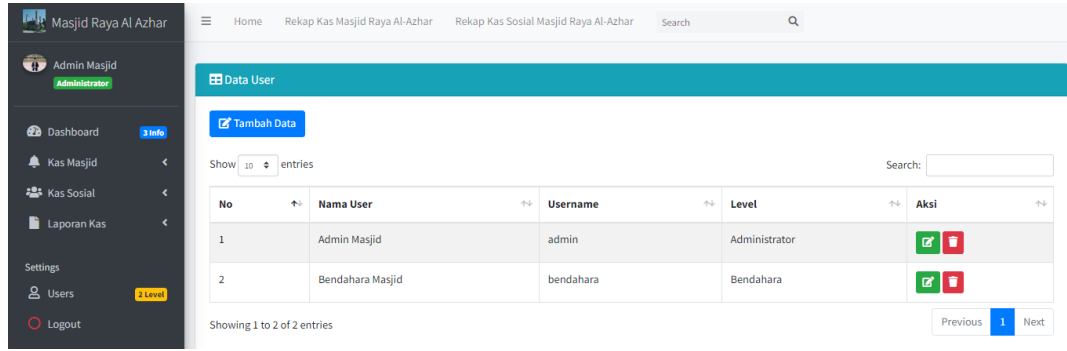 Masjid Raya Al Azhar
Home Rekap Kas Masjid Raya Al-Azhar Rekap Kas Sosial Masjid Raya Al-Azhar Search
Admin Masjid
Administrator
Dashboard 3 Info
Kas Masjid
Kas Sosial
Laporan Kas
Settings
Users 2 Level
Logout
Data User
Tambah Data
Show 10 entries Search:
No Nama User Username Level Aksi
1 Admin Masjid admin Administrator
2 Bendahara Masjid bendahara Bendahara
Showing 1 to 2 of 2 entries Previous 1 Next